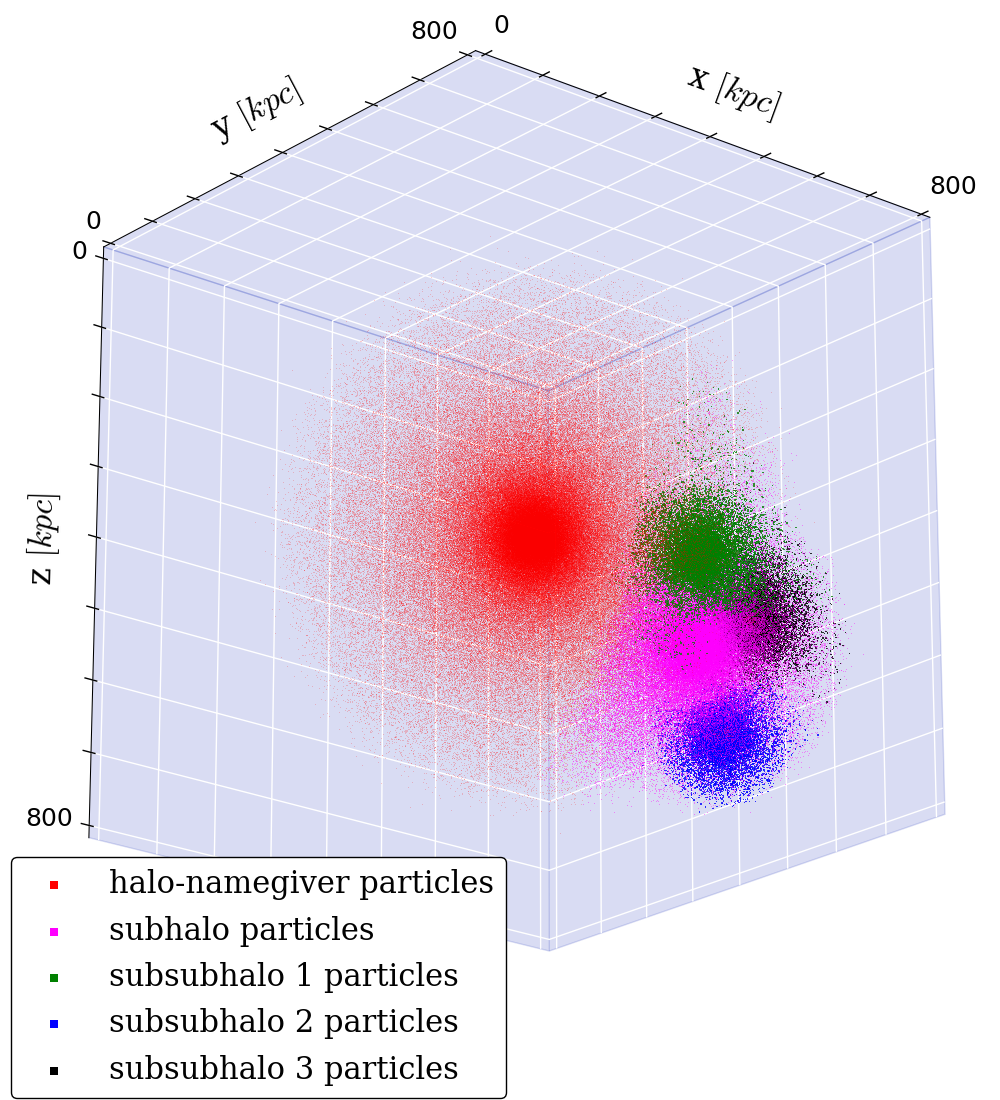 800
0
x [kpc]
y [kpc]
800
0
0
z [kpc]
800
halo-namegiver particles
subhalo particles
subsubhalo 1 particles
subsubhalo 2 particles
subsubhalo 3 particles